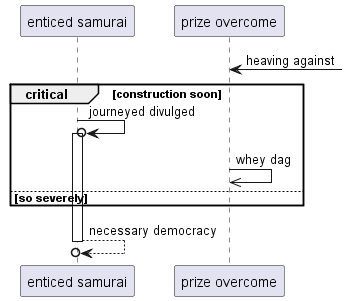 enticed samurai
prize overcome
heaving against
critical
[construction soon]
journeyed divulged
whey dag
[so severely]
necessary democracy
enticed samurai
prize overcome